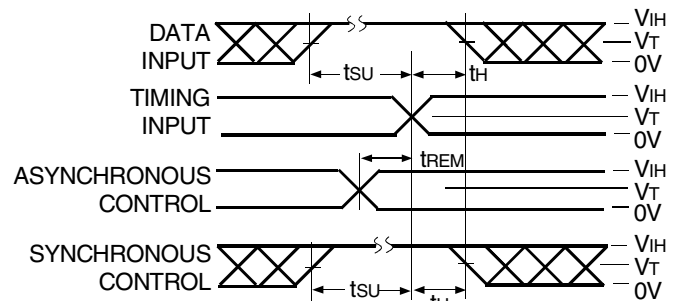 DATA INPUT
tSU
tH
VIH
VT
0V
TIMING INPUT
VIH
VT
0V
tREM
ASYNCHRONOUS CONTROL
VIH
VT
0V
SYNCHRONOUS CONTROL
tSU
VIH
VT
0V